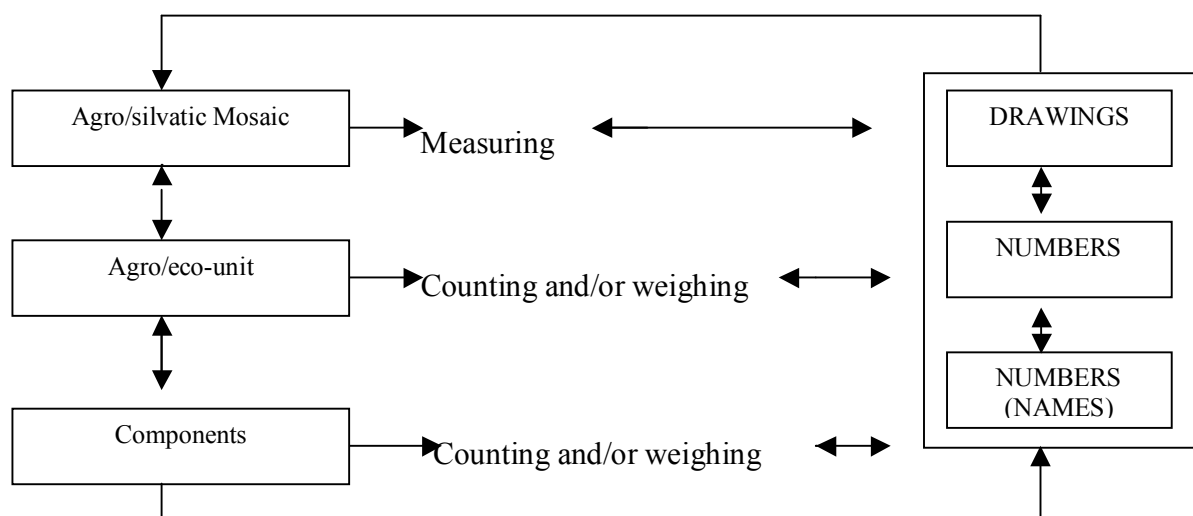 Agro/silvatic Mosaic
Measuring
DRAWINGS
Agro/eco-unit
Counting and/or weighing
NUMBERS
Components
Counting and/or weighing
NUMBERS
(NAMES)